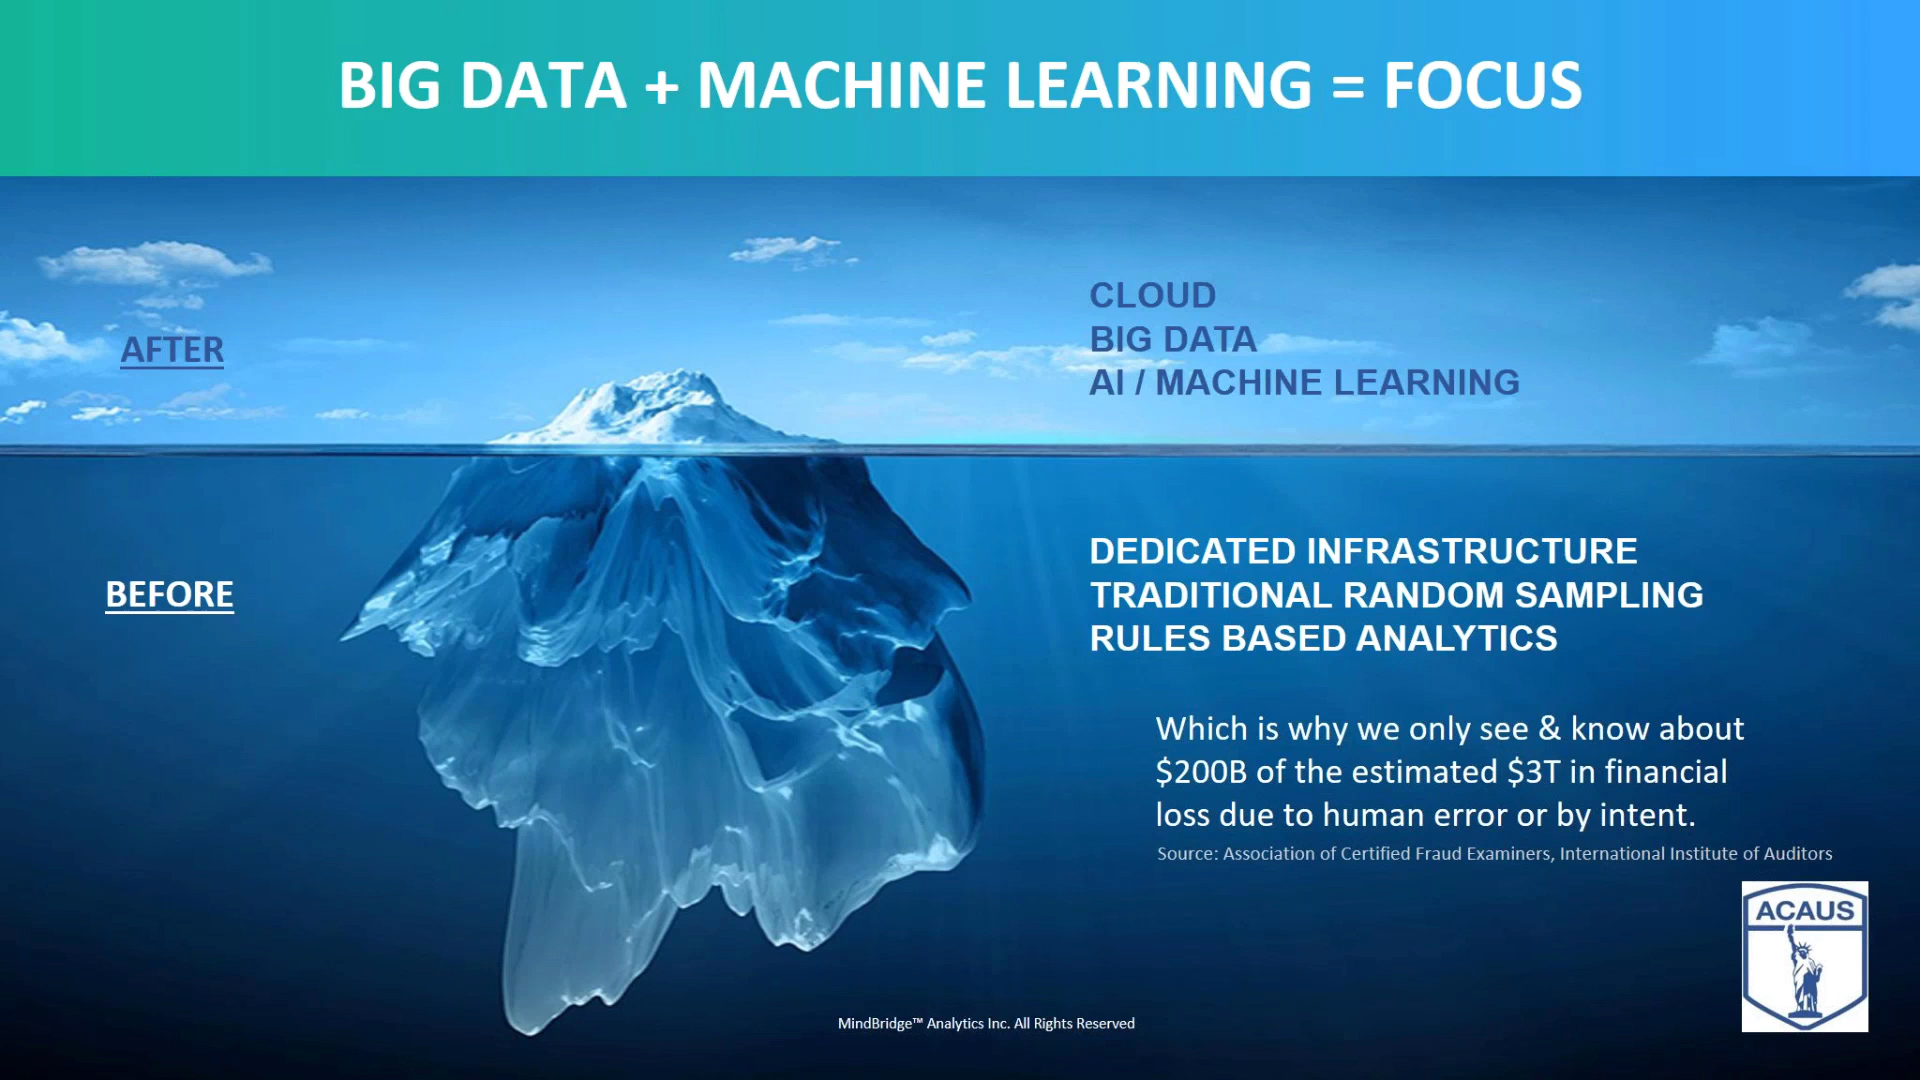 BIG DATA + MACHINE LEARNING = FOCUS
AFTER
CLOUD
BIG DATA
AI / MACHINE LEARNING
BEFORE
DEDICATED INFRASTRUCTURE
TRADITIONAL RANDOM SAMPLING
RULES BASED ANALYTICS
Which is why we only see & know about
$200B of the estimated $3T in financial
loss due to human error or by intent.
Source: Association of Certified Fraud Examiners, International Institute of Auditors
ACAUS
MindBridge™ Analytics Inc. All Rights Reserved